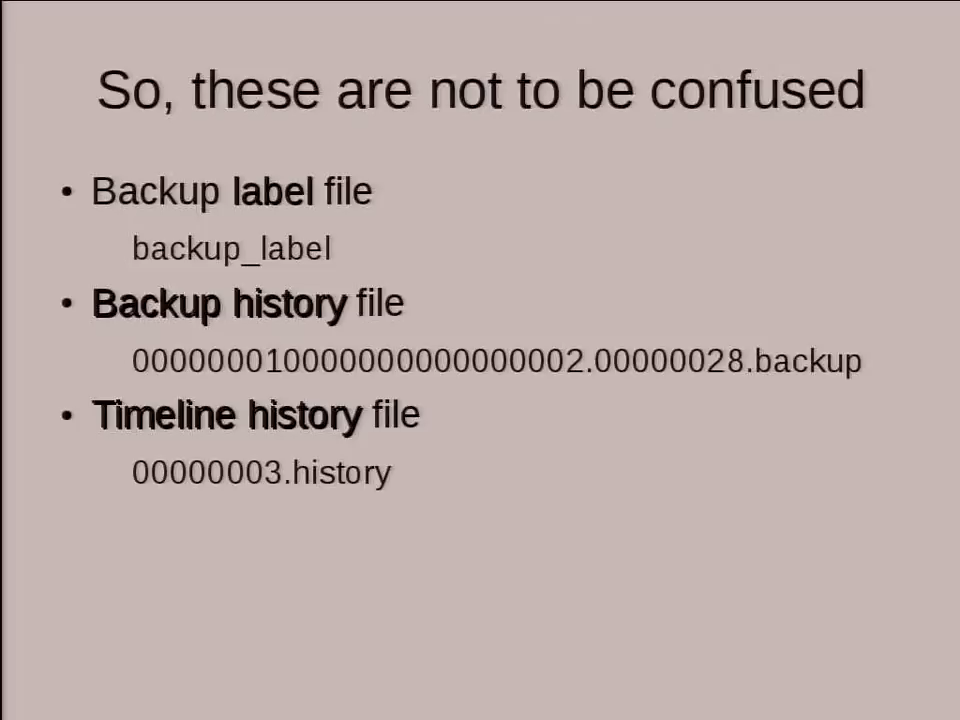 So, these are not to be confused
• Backup label file
backup_label
• Backup history file
000000010000000000000002.00000028.backup
• Timeline history file
00000003.history